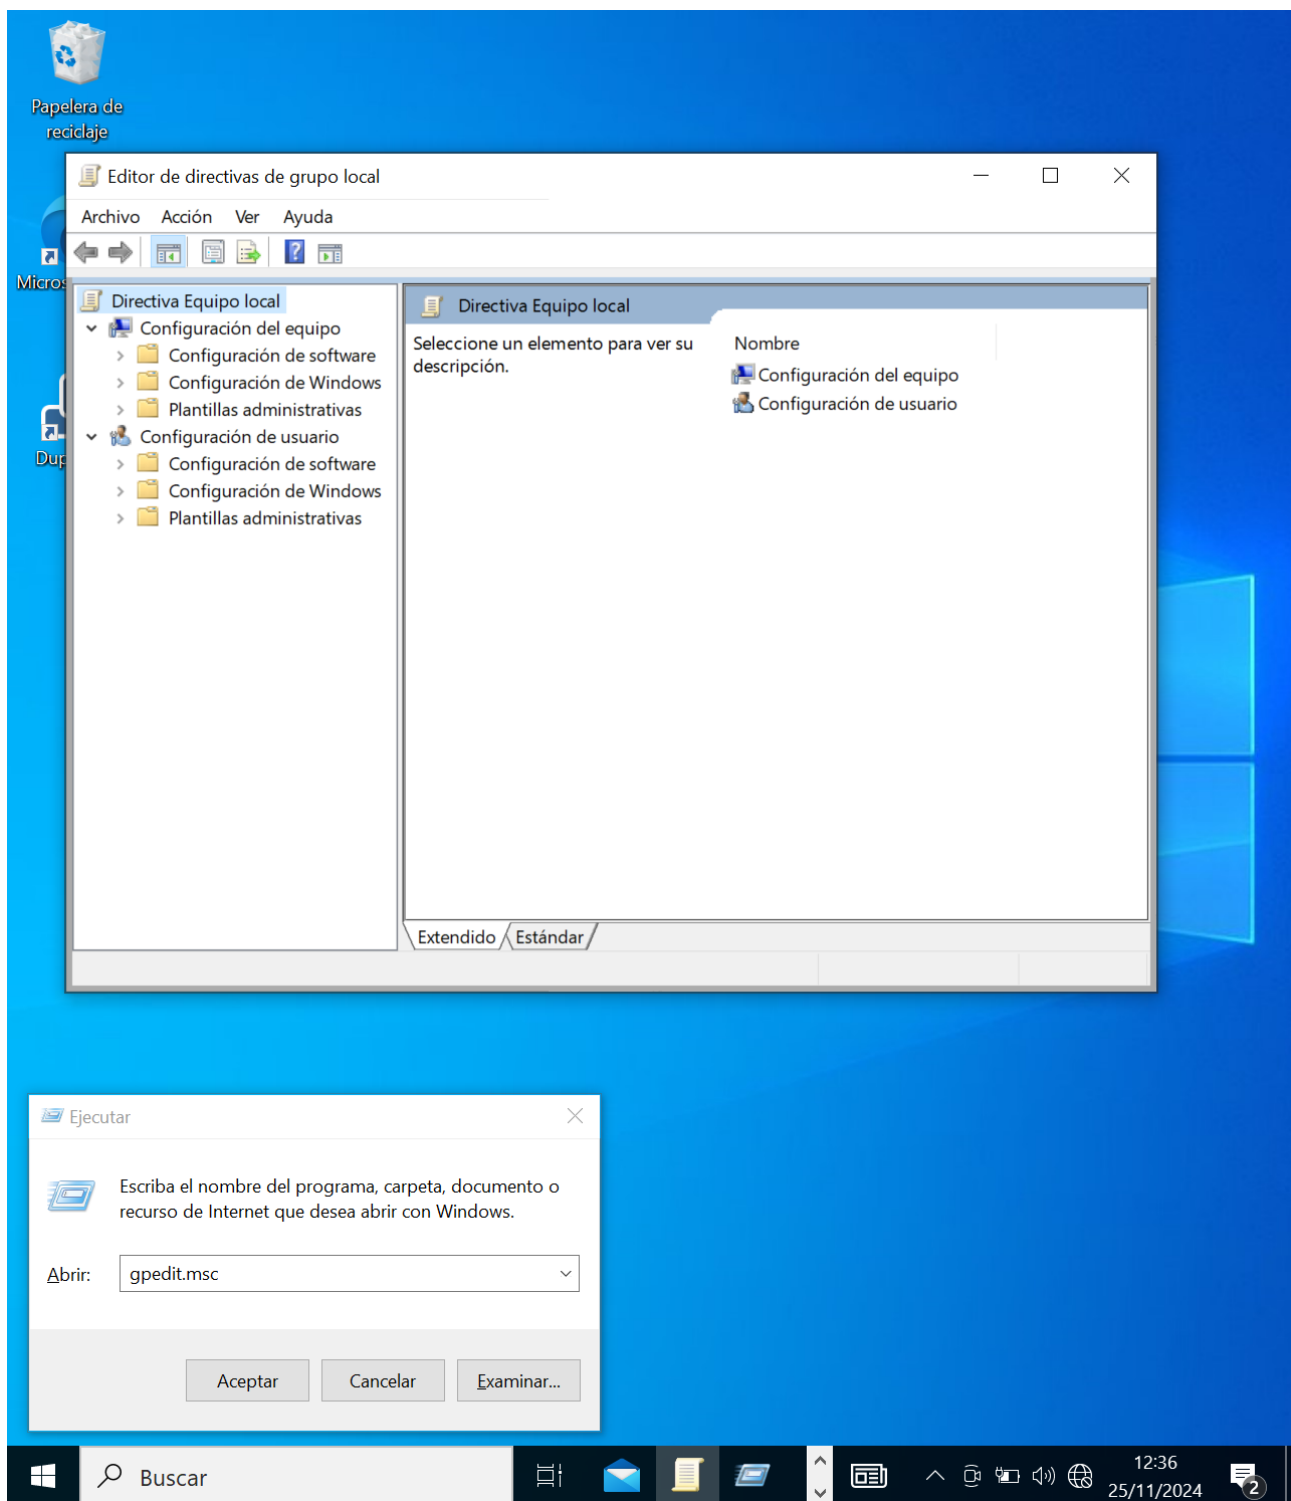 Papelera de
reciclaje
Editor de directivas de grupo local
Archivo Acción Ver Ayuda
Micros
Directiva Equipo local
Configuración del equipo
Configuración de software
Configuración de Windows
Plantillas administrativas
Configuración de usuario
Configuración de software
Configuración de Windows
Plantillas administrativas
Dup
Directiva Equipo local
Seleccione un elemento para ver su
descripción.
Nombre
Configuración del equipo
Configuración de usuario
Extendido Estándar
Ejecutar
Escriba el nombre del programa, carpeta, documento o
recurso de Internet que desea abrir con Windows.
Abrir: gpedit.msc
Aceptar Cancelar Examinar...
Buscar
12:36
25/11/2024
2